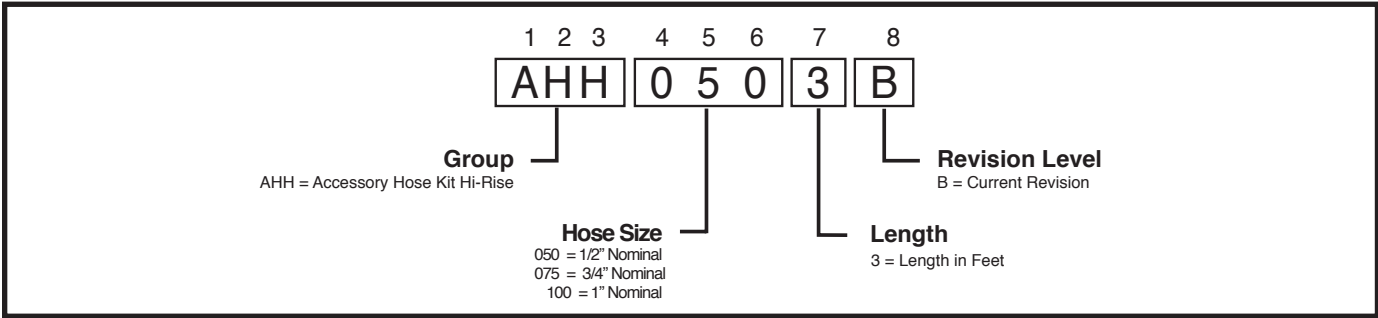 1 2 3 4 5 6 7 8
AHH 0 5 0 3 B
Group
AHH = Accessory Hose Kit Hi-Rise
Revision Level
B = Current Revision
Hose Size
050 = 1/2” Nominal
075 = 3/4” Nominal
100 = 1” Nominal
Length
3 = Length in Feet